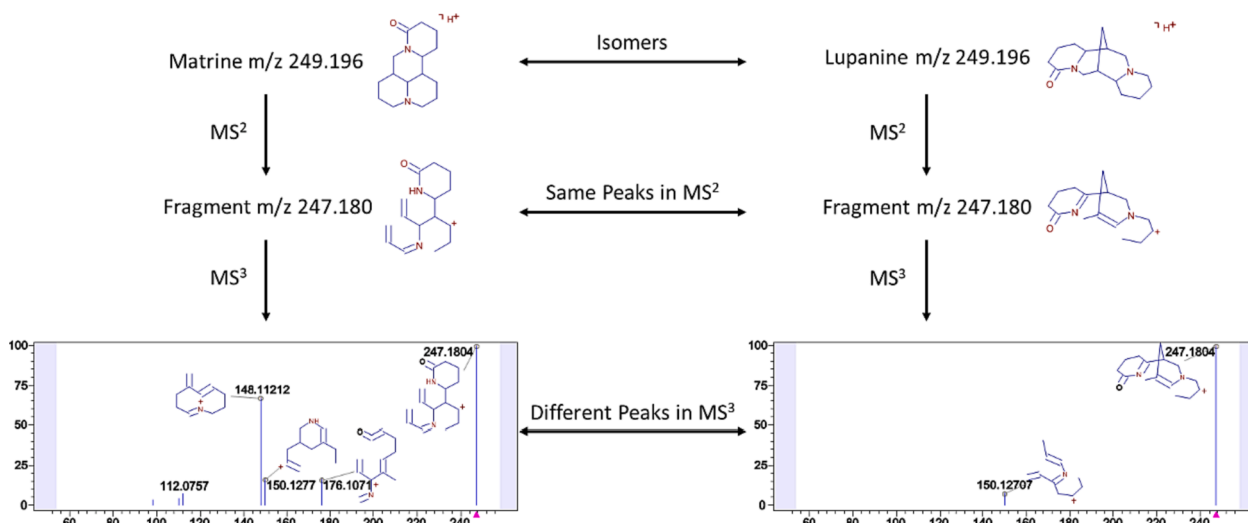 Matrine m/z 249.196
O
N
N
H+
Isomers
Lupanine m/z 249.196
N
N
O
H+
MS2
MS2
Fragment m/z 247.180
O
HN
N
+
Same Peaks in MS2
Fragment m/z 247.180
O
N
N
+
MS3
MS3
100
75
50
25
0
60
80
100
120
140
160
180
200
220
240
247.1804
148.11212
150.1277
176.1071
112.0757
N
+
NH
+
O
N
+
O
HN
N
+
Different Peaks in MS3
100
75
50
25
0
60
80
100
120
140
160
180
200
220
240
247.1804
150.12707
O
N
N
+
N
+